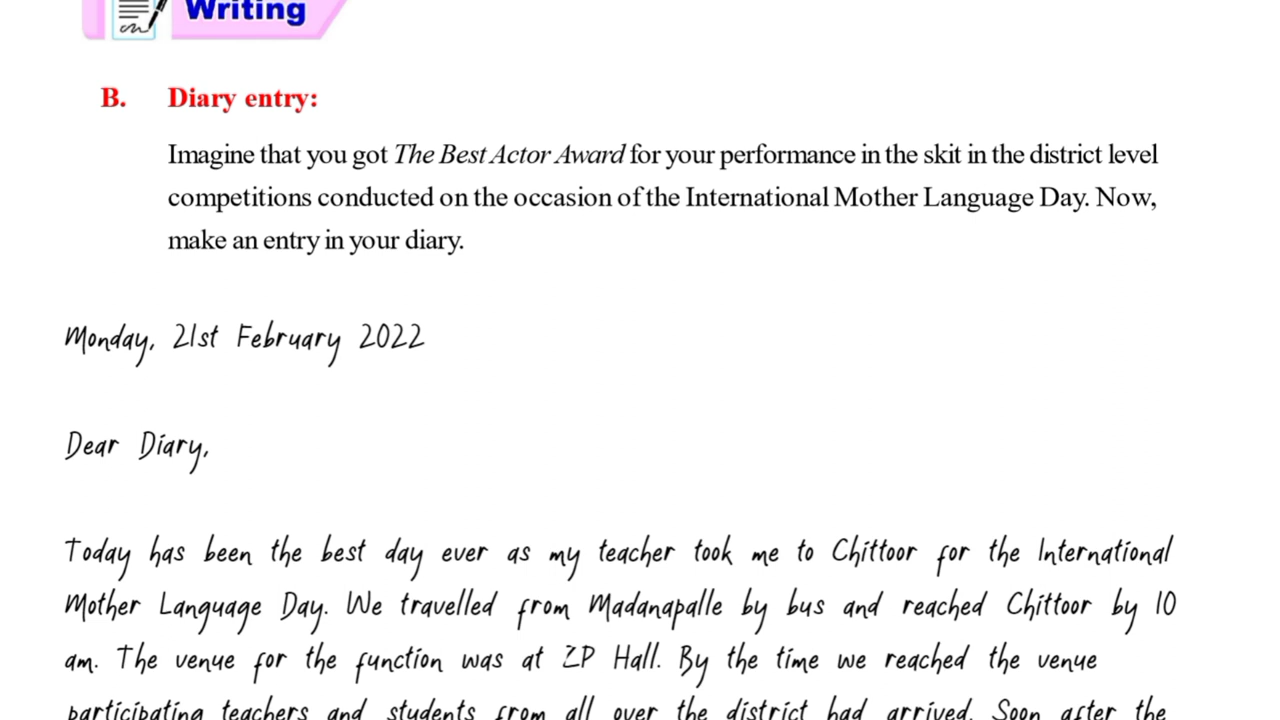 Writing
B. Diary entry:
Imagine that you got The Best Actor Award for your performance in the skit in the district level
competitions conducted on the occasion of the International Mother Language Day. Now,
make an entry in your diary.
Monday, 21st February 2022
Dear Diary,
Today has been the best day ever as my teacher took me to Chittoor for the International
Mother Language Day. We travelled from Madanapalle by bus and reached Chittoor by 10
am. The venue for the function was at ZP Hall. By the time we reached the venue
participating teachers and students from all over the district had arrived. Soon after the